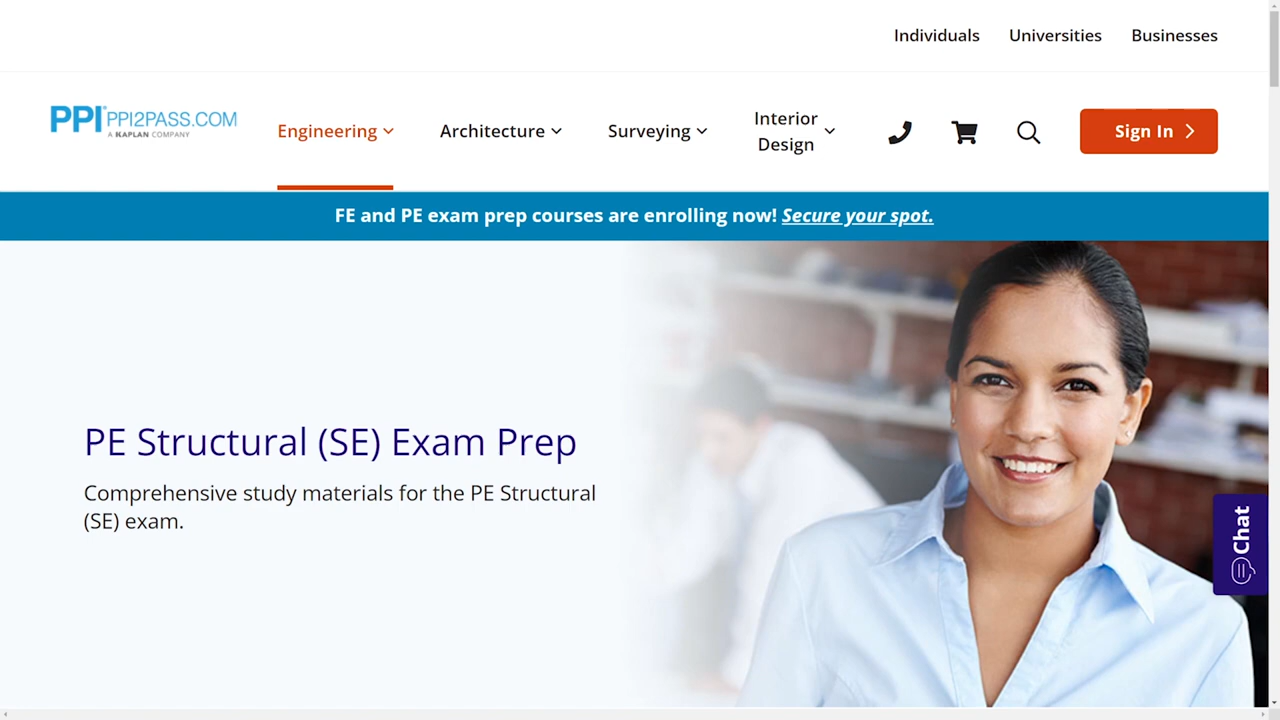 Individuals Universities Businesses
PPI PPI2PASS.COM
A KAPLAN COMPANY
Engineering
Architecture
Surveying
Interior
Design
Sign In
FE and PE exam prep courses are enrolling now! Secure your spot.
PE Structural (SE) Exam Prep
Comprehensive study materials for the PE Structural
(SE) exam.
Chat